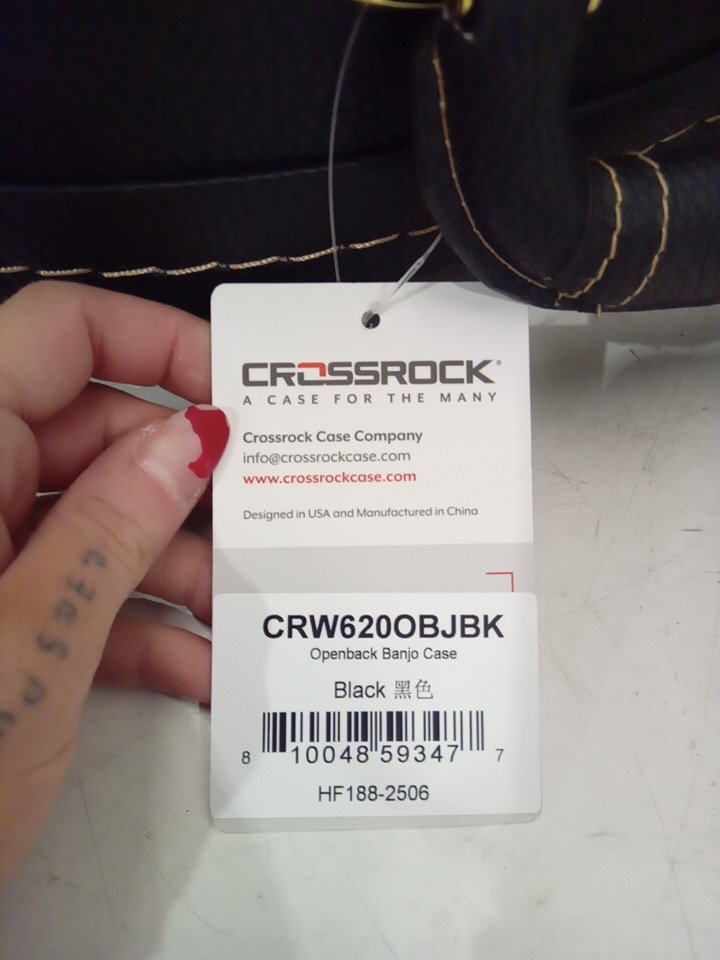 CROSSROCK®
A CASE FOR THE MANY
Crossrock Case Company
info@crossrockcase.com
www.crossrockcase.com
Designed in USA and Manufactured in China
CRW620OBJBK
Openback Banjo Case
Black 黑色
8 10048 59347 7
HF188-2506